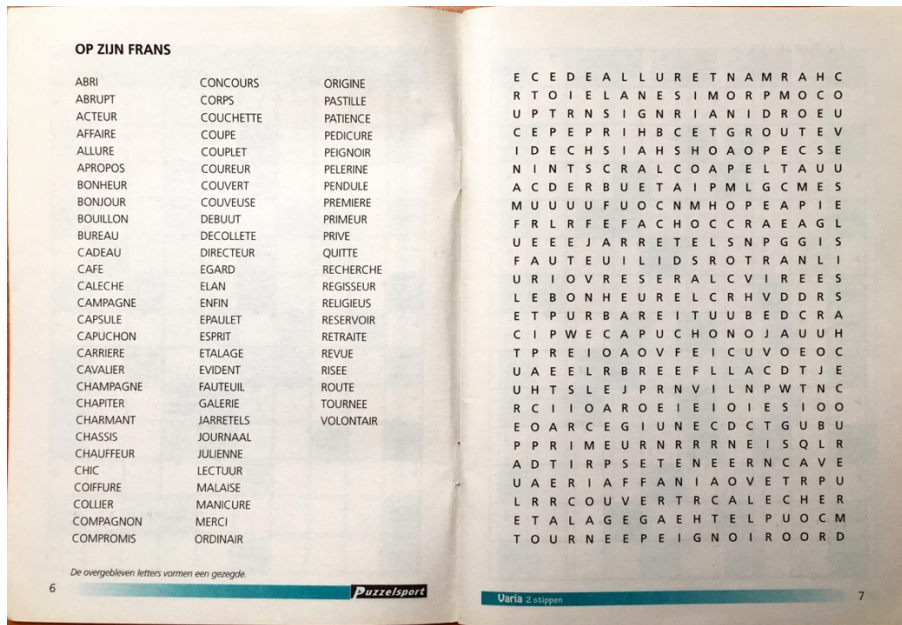 OP ZIJN FRANS
ABRI
ABRUPT
ACTEUR
AFFAIRE
ALLURE
APROPOS
BONHEUR
BONJOUR
BOUILLON
BUREAU
CADEAU
CAFE
CALECHE
CAMPAGNE
CAPSULE
CAPUCHON
CARRIERE
CAVALIER
CHAMPAGNE
CHAPITER
CHARMANT
CHASSIS
CHAUFFEUR
CHIC
COIFFURE
COLLIER
COMPAGNON
COMPROMIS
CONCOURS
CORPS
COUCHETTE
COUPE
COUPLET
COUREUR
COUVERT
COUVEUSE
DEBUUT
DECOLLETE
DIRECTEUR
EGARD
ELAN
ENFIN
EPAULET
ESPRIT
ETALAGE
EVIDENT
FAUTEUIL
GALERIE
JARRETELS
JOURNAAL
JULIENNE
LECTUUR
MALAISE
MANICURE
MERCI
ORDINAIR
ORIGINE
PASTILLE
PATIENCE
PEDICURE
PEIGNOIR
PELERINE
PENDULE
PREMIERE
PRIMEUR
PRIVE
QUITTE
RECHERCHE
REGISSEUR
RELIGIEUS
RESERVOIR
RETRAITE
REVUE
RISEE
ROUTE
TOURNEE
VOLONTAIR
De overgebleven letters vormen een gezegde.
6
Puzzelsport
E C E D E A L L U R E T N A M R A H C
R T O I E L A N E S I M O R P M O C O
U P T R N S I G N R I A N I D R O E U
C E P E P R I H B C E T G R O U T E V
I D E C H S I A H S H O A O P E C S E
N I N T S C R A L C O A P E L T A U U
A C D E R B U E T A I P M L G C M E S
M U U U U F U O C N M H O P E A P I E
F R L R F E F A C H O C C R A E A G L
U E E E J A R R E T E L S N P G G I S
F A U T E U I L I D S R O T R A N L I
U R I O V R E S E R A L C V I R E E S
L E B O N H E U R E L C R H V D D R S
E T P U R B A R E I T U U B E D C R A
C I P W E C A P U C H O N O J A U U H
T P R E I O A O V F E I C U V O E O C
U A E E L R B R E E F L L A C D T J E
U H T S L E J P R N V I L N P W T N C
R C I I O A R O E I E I O I E S I O O
E O A R C E G I U N E C D C T G U B U
P P R I M E U R N R R R N E I S Q L R
A D T I R P S E T E N E E R N C A V E
U A E R I A F F A N I A O V E T R P U
L R R C O U V E R T R C A L E C H E R
E T A L A G E G A E H T E L P U O C M
T O U R N E E P E I G N O I R O O R D
Varia 2 stippen
7